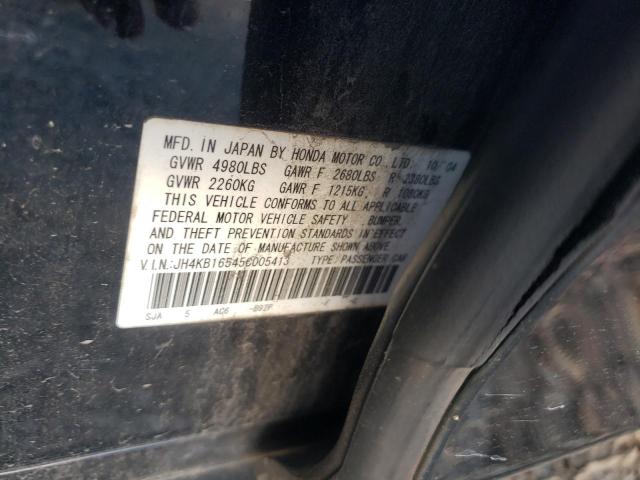 MFD. IN JAPAN BY HONDA MOTOR CO., LTD. 10/04
GVWR 4980LBS GAWR F 2680LBS R 2380LBS
GVWR 2260KG GAWR F 1215KG, R 1080KG
THIS VEHICLE CONFORMS TO ALL APPLICABLE
FEDERAL MOTOR VEHICLE SAFETY, BUMPER,
AND THEFT PREVENTION STANDARDS IN EFFECT
ON THE DATE OF MANUFACTURE SHOWN ABOVE.
V.I.N.:JH4KB16545C005413 TYPE: PASSENGER CAR
SJA 5 AC6 -B92P